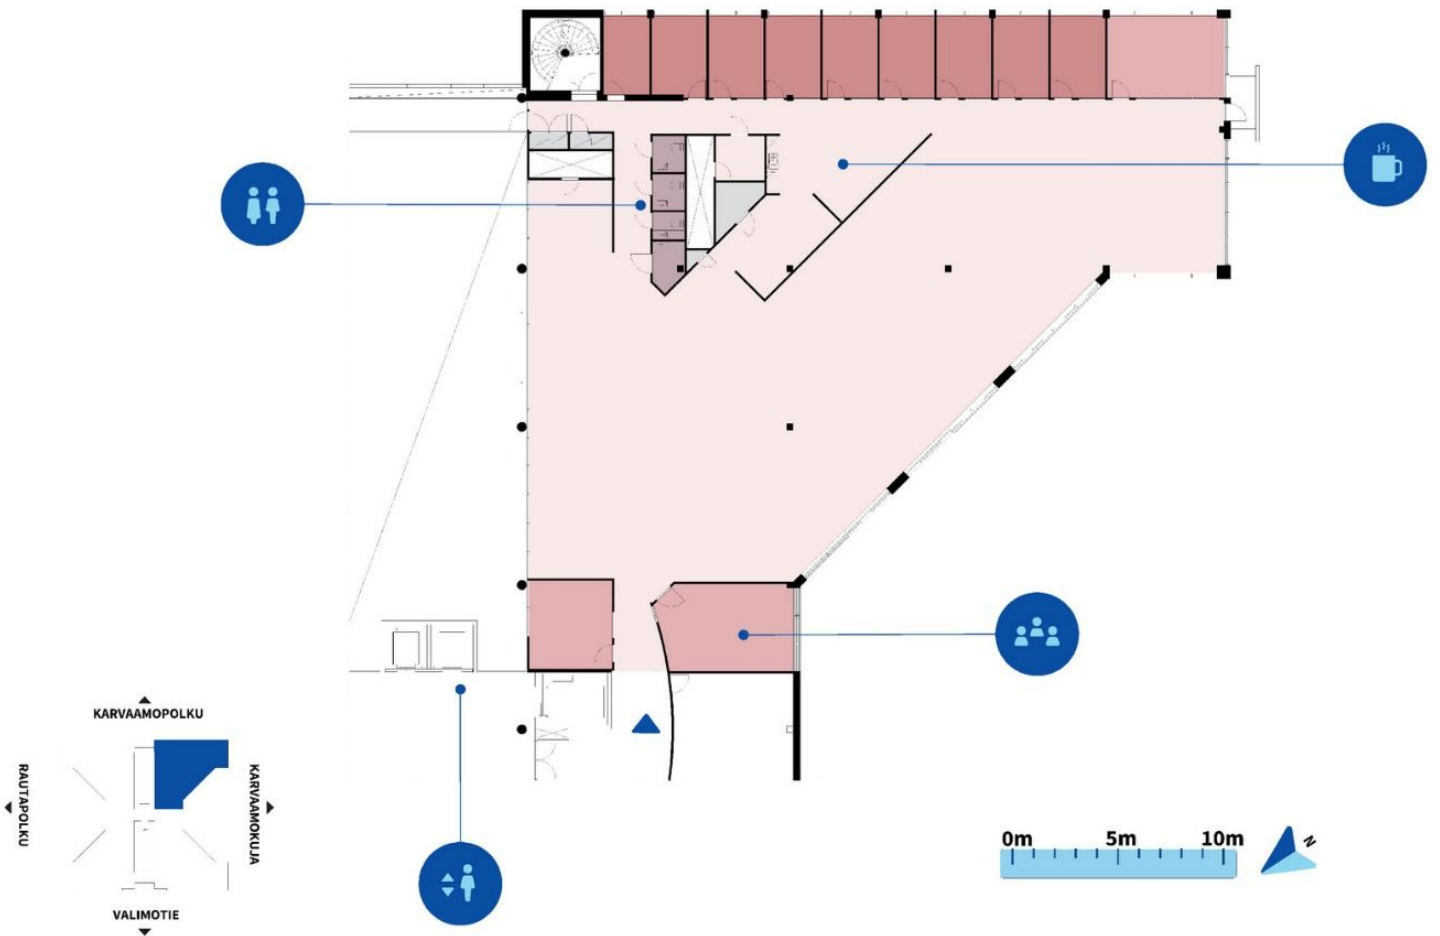 KARVAAMOPOLKU
RAUTAPOLKU
KARVAAMOKUJA
VALIMOTIE
0m 5m 10m
N